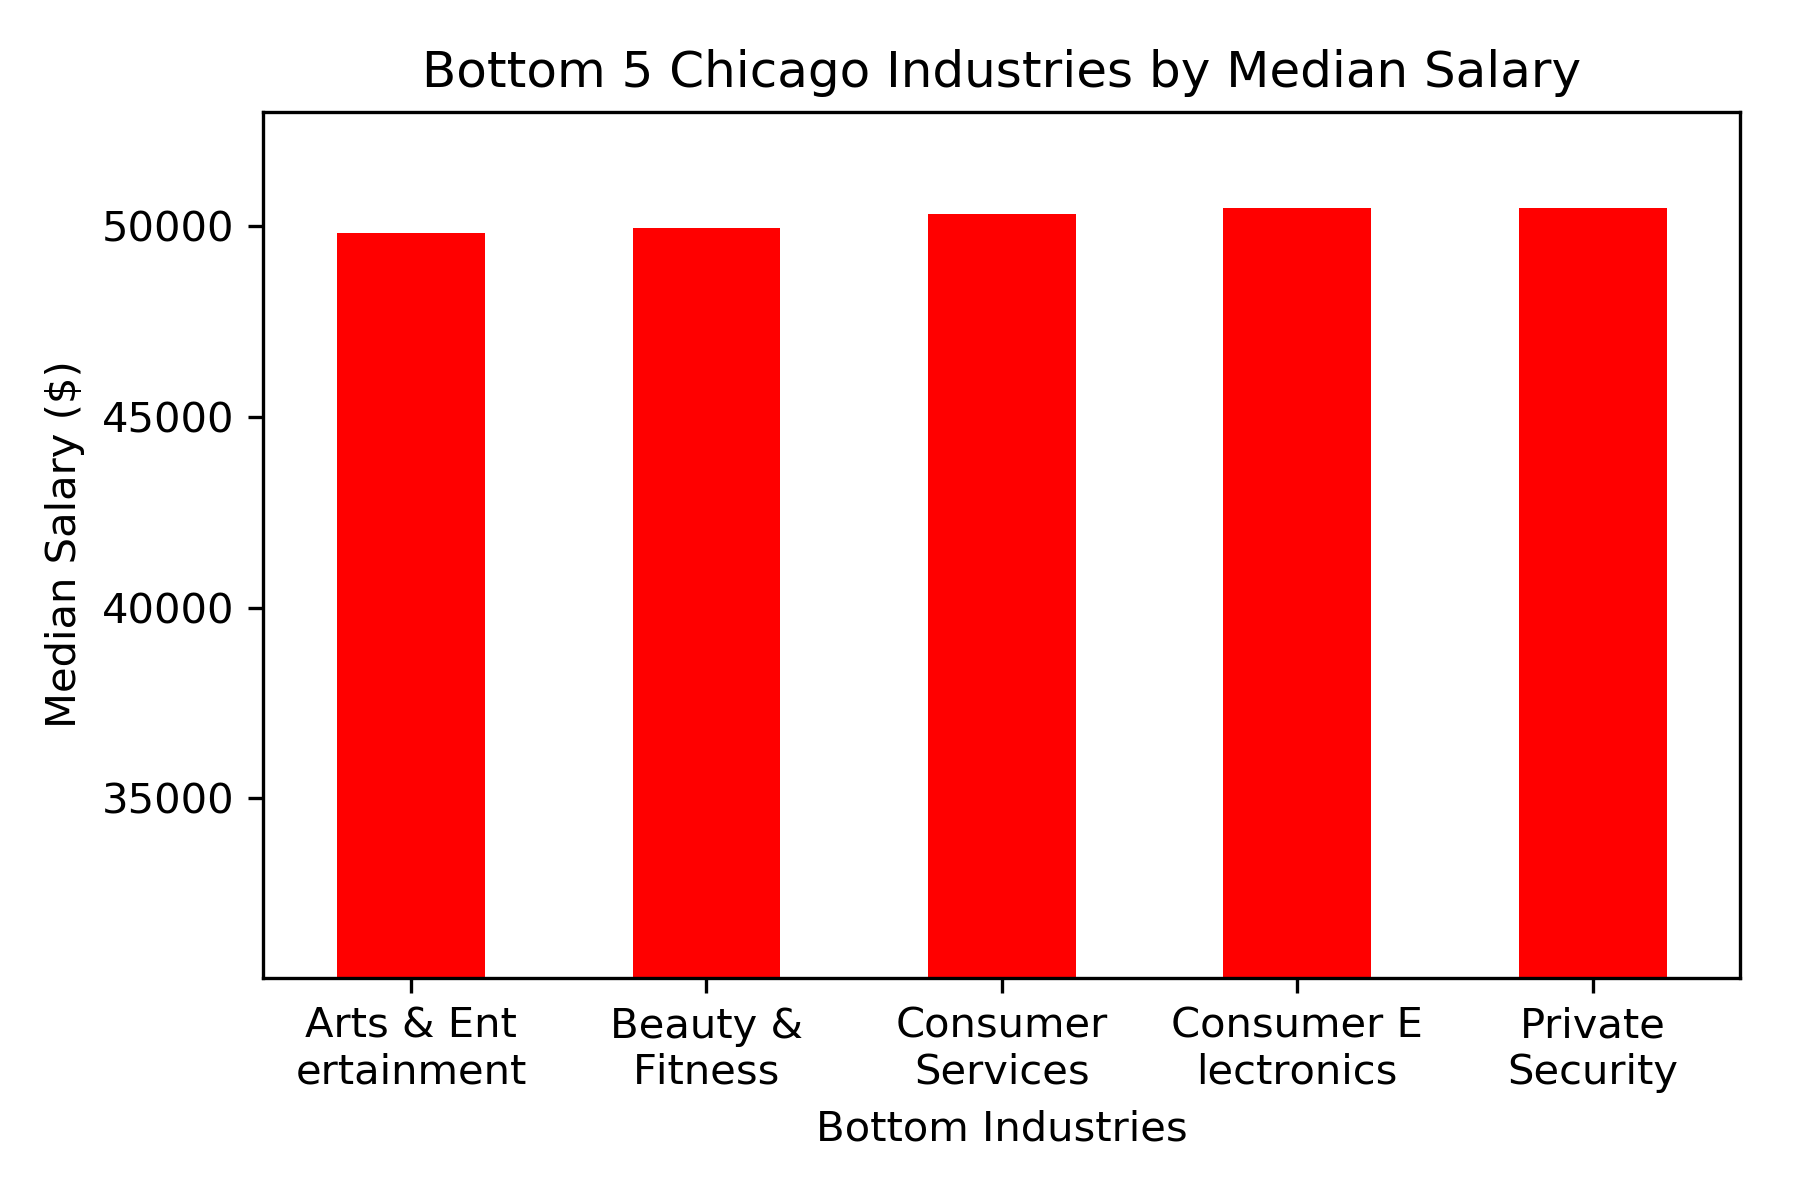 Bottom 5 Chicago Industries by Median Salary
Median Salary ($)
50000
45000
40000
35000
Arts & Ent
ertainment
Beauty &
Fitness
Consumer
Services
Consumer E
lectronics
Private
Security
Bottom Industries